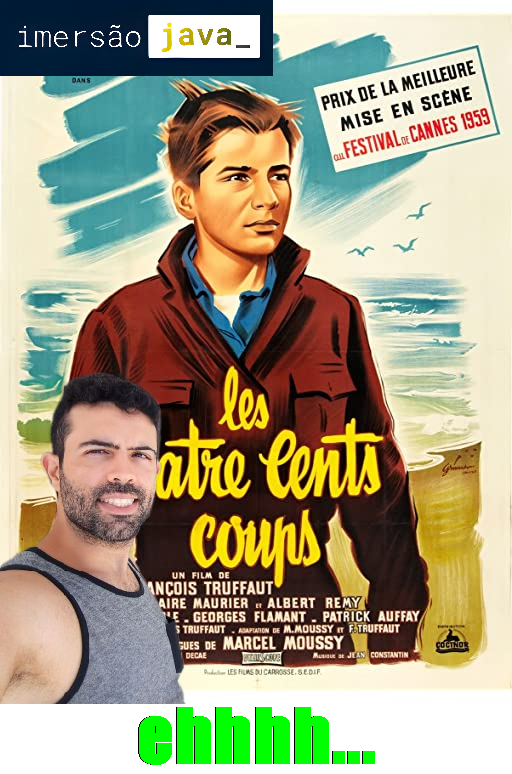 imersão java_
DANS
PRIX DE LA MEILLEURE
MISE EN SCÈNE
au FESTIVAL DE CANNES 1959
les
atre Cents
coups
UN FILM DE
ANÇOIS TRUFFAUT
AIRE MAURIER ET ALBERT REMY
LE - GEORGES FLAMANT - PATRICK AUFFAY
S TRUFFAUT - ADAPTATION DE M. MOUSSY ET F. TRUFFAUT
GUES DE MARCEL MOUSSY
DECAE
MUSIQUE DE JEAN CONSTANTIN
Production: LES FILMS DU CARROSSE. S.E.D.I.F.
COCINOR
ehhhh...